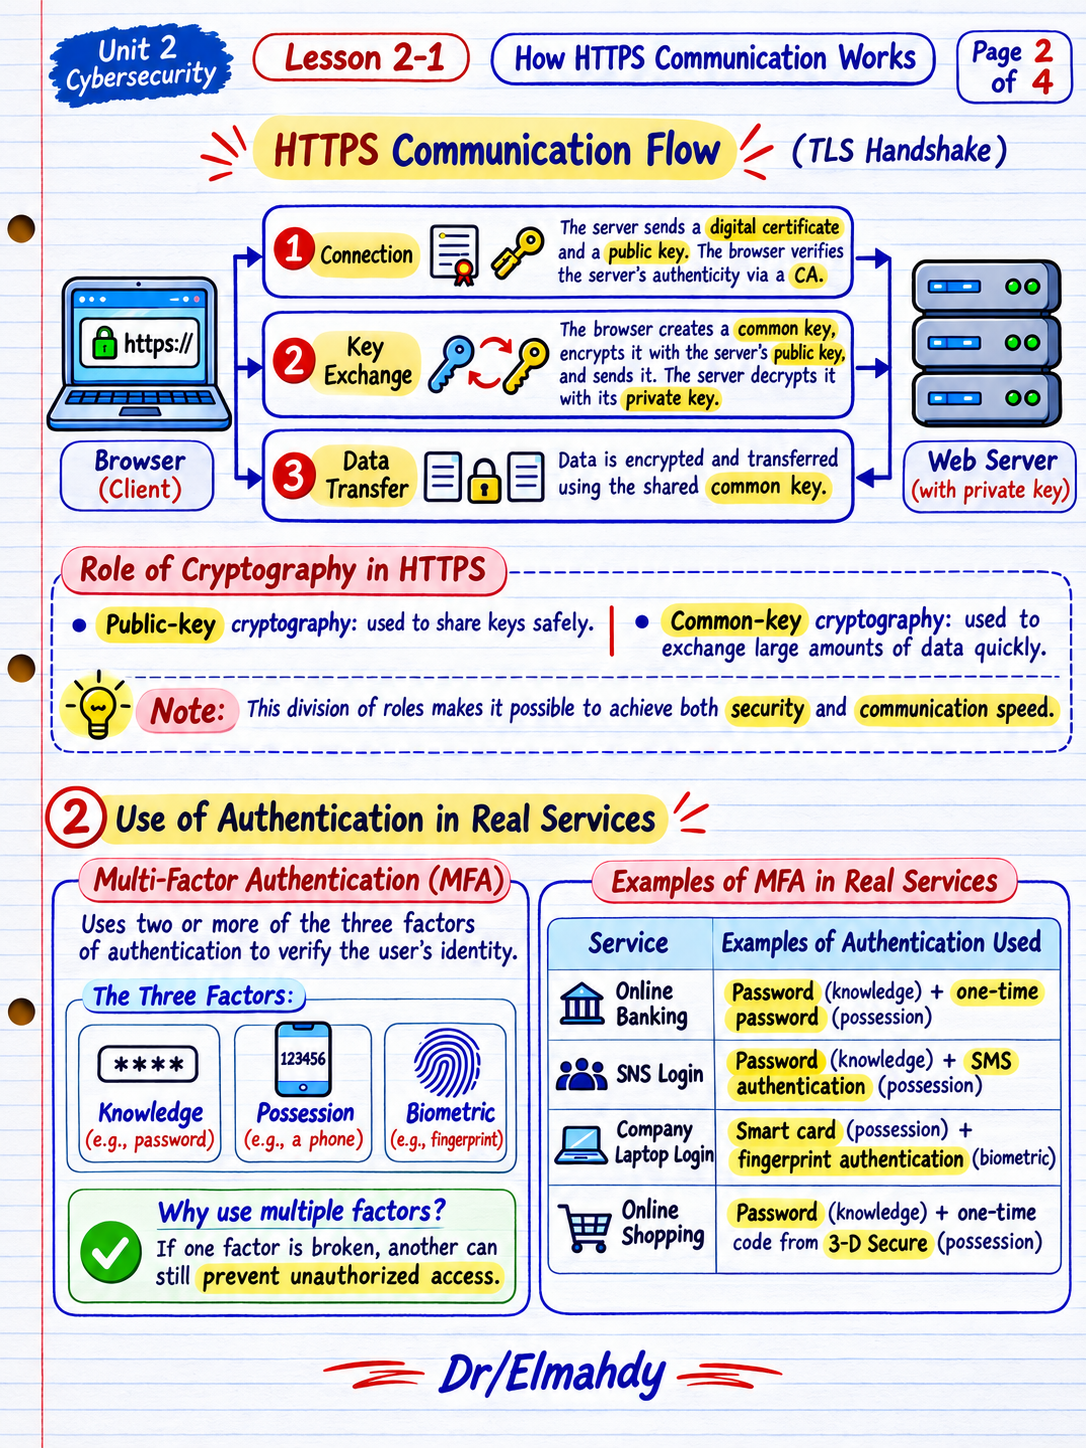 Unit 2
Cybersecurity
Lesson 2-1
How HTTPS Communication Works
Page 2
of 4
HTTPS Communication Flow (TLS Handshake)
1 Connection
The server sends a digital certificate
and a public key. The browser verifies
the server's authenticity via a CA.
https://
2 Key
Exchange
The browser creates a common key,
encrypts it with the server's public key,
and sends it. The server decrypts it
with its private key.
3 Data
Transfer
Data is encrypted and transferred
using the shared common key.
Browser
(Client)
Web Server
(with private key)
Role of Cryptography in HTTPS
• Public-key cryptography: used to share keys safely.
• Common-key cryptography: used to
exchange large amounts of data quickly.
Note: This division of roles makes it possible to achieve both security and communication speed.
2 Use of Authentication in Real Services
Multi-Factor Authentication (MFA)
Uses two or more of the three factors
of authentication to verify the user's identity.
The Three Factors:
****
Knowledge
(e.g., password)
123456
Possession
(e.g., a phone)
Biometric
(e.g., fingerprint)
Why use multiple factors?
If one factor is broken, another can
still prevent unauthorized access.
Examples of MFA in Real Services
Service
Examples of Authentication Used
Online
Banking
Password (knowledge) + one-time
password (possession)
SNS Login
Password (knowledge) + SMS
authentication (possession)
Company
Laptop Login
Smart card (possession) +
fingerprint authentication (biometric)
Online
Shopping
Password (knowledge) + one-time
code from 3-D Secure (possession)
Dr/Elmahdy